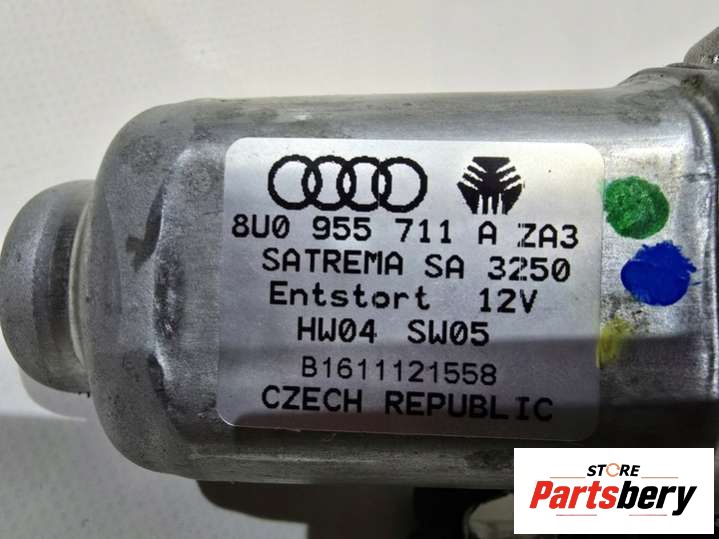 8U0 955 711 A ZA3
SATREMA SA 3250
Entstort 12V
HW04 SW05
B1611121558
CZECH REPUBLIC
STORE
Partsbery